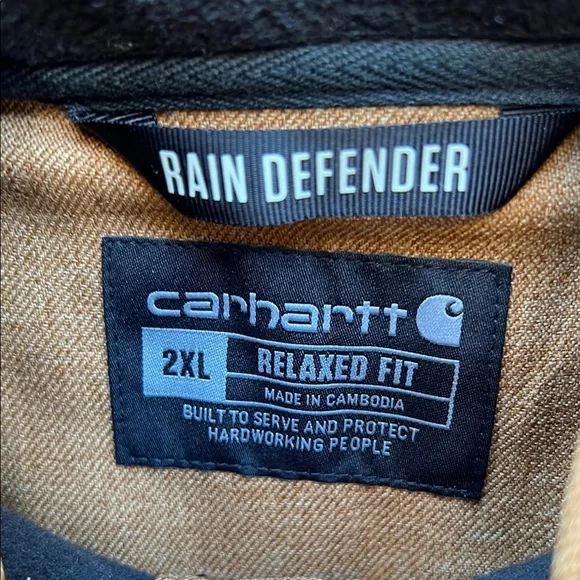 RAIN DEFENDER
carhartt
2XL RELAXED FIT
MADE IN CAMBODIA
BUILT TO SERVE AND PROTECT
HARDWORKING PEOPLE